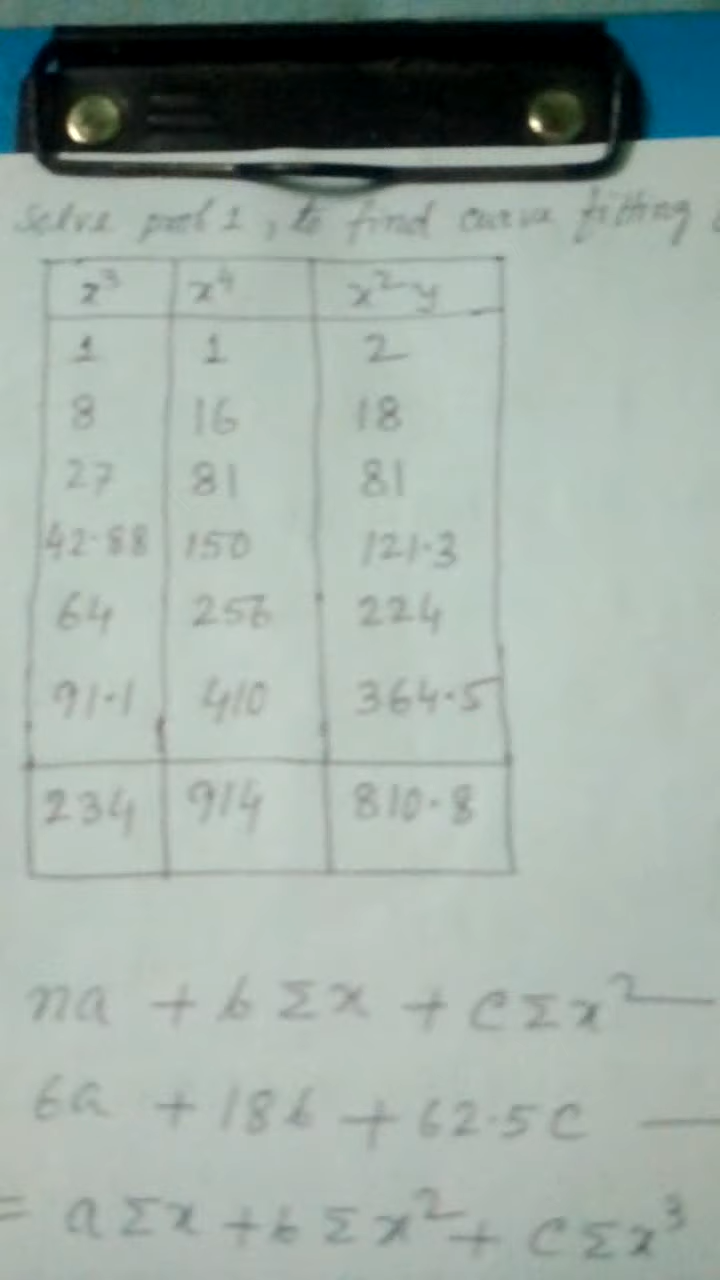 solve prob 1, to find curve fitting
x³ x⁴ x²y
1 1 2
8 16 18
27 81 81
42.88 150 121.3
64 256 224
91.1 410 364.5
234 914 810.8
na + bΣx + cΣx² —
6a + 18b + 62.5c —
= aΣx + bΣx² + cΣx³